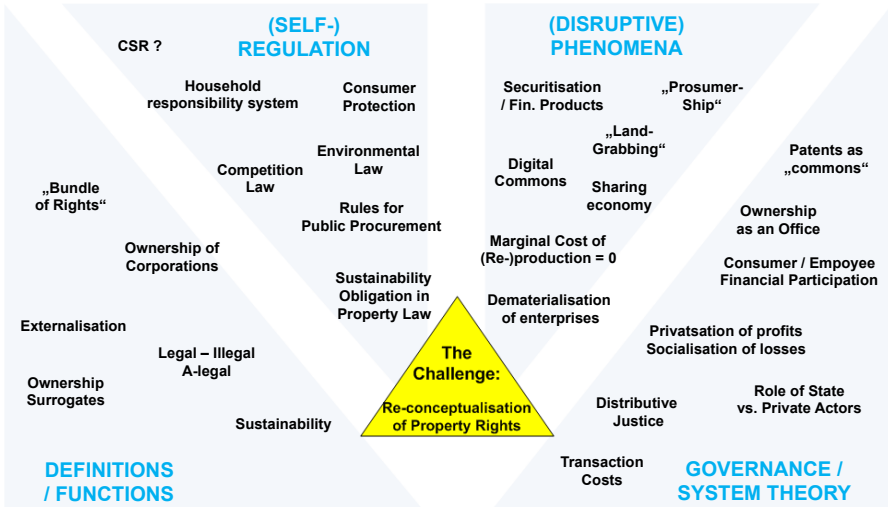 (SELF-)
REGULATION
CSR ?
Household
responsibility system
Consumer
Protection
Environmental
Law
Competition
Law
Rules for
Public Procurement
Sustainability
Obligation in
Property Law
(DISRUPTIVE)
PHENOMENA
Securitisation
/ Fin. Products
„Prosumer-
Ship“
„Land-
Grabbing“
Digital
Commons
Sharing
economy
Marginal Cost of
(Re-)production = 0
Dematerialisation
of enterprises
„Bundle
of Rights“
Ownership of
Corporations
Externalisation
Legal – Illegal
A-legal
Ownership
Surrogates
Sustainability
DEFINITIONS
/ FUNCTIONS
The
Challenge:
Re-conceptualisation
of Property Rights
Patents as
„commons“
Ownership
as an Office
Consumer / Empoyee
Financial Participation
Privatsation of profits
Socialisation of losses
Role of State
vs. Private Actors
Distributive
Justice
Transaction
Costs
GOVERNANCE /
SYSTEM THEORY